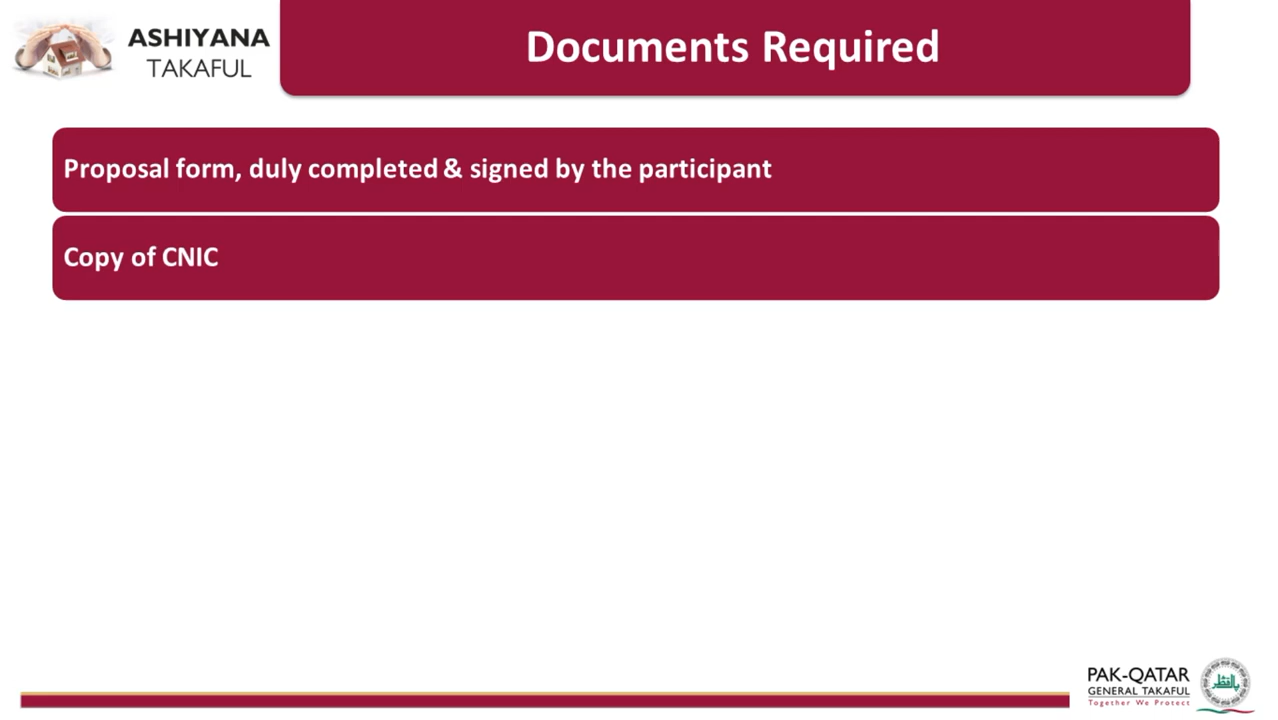 ASHIYANA
TAKAFUL
Documents Required
Proposal form, duly completed & signed by the participant
Copy of CNIC
PAK-QATAR
GENERAL TAKAFUL
Together We Protect